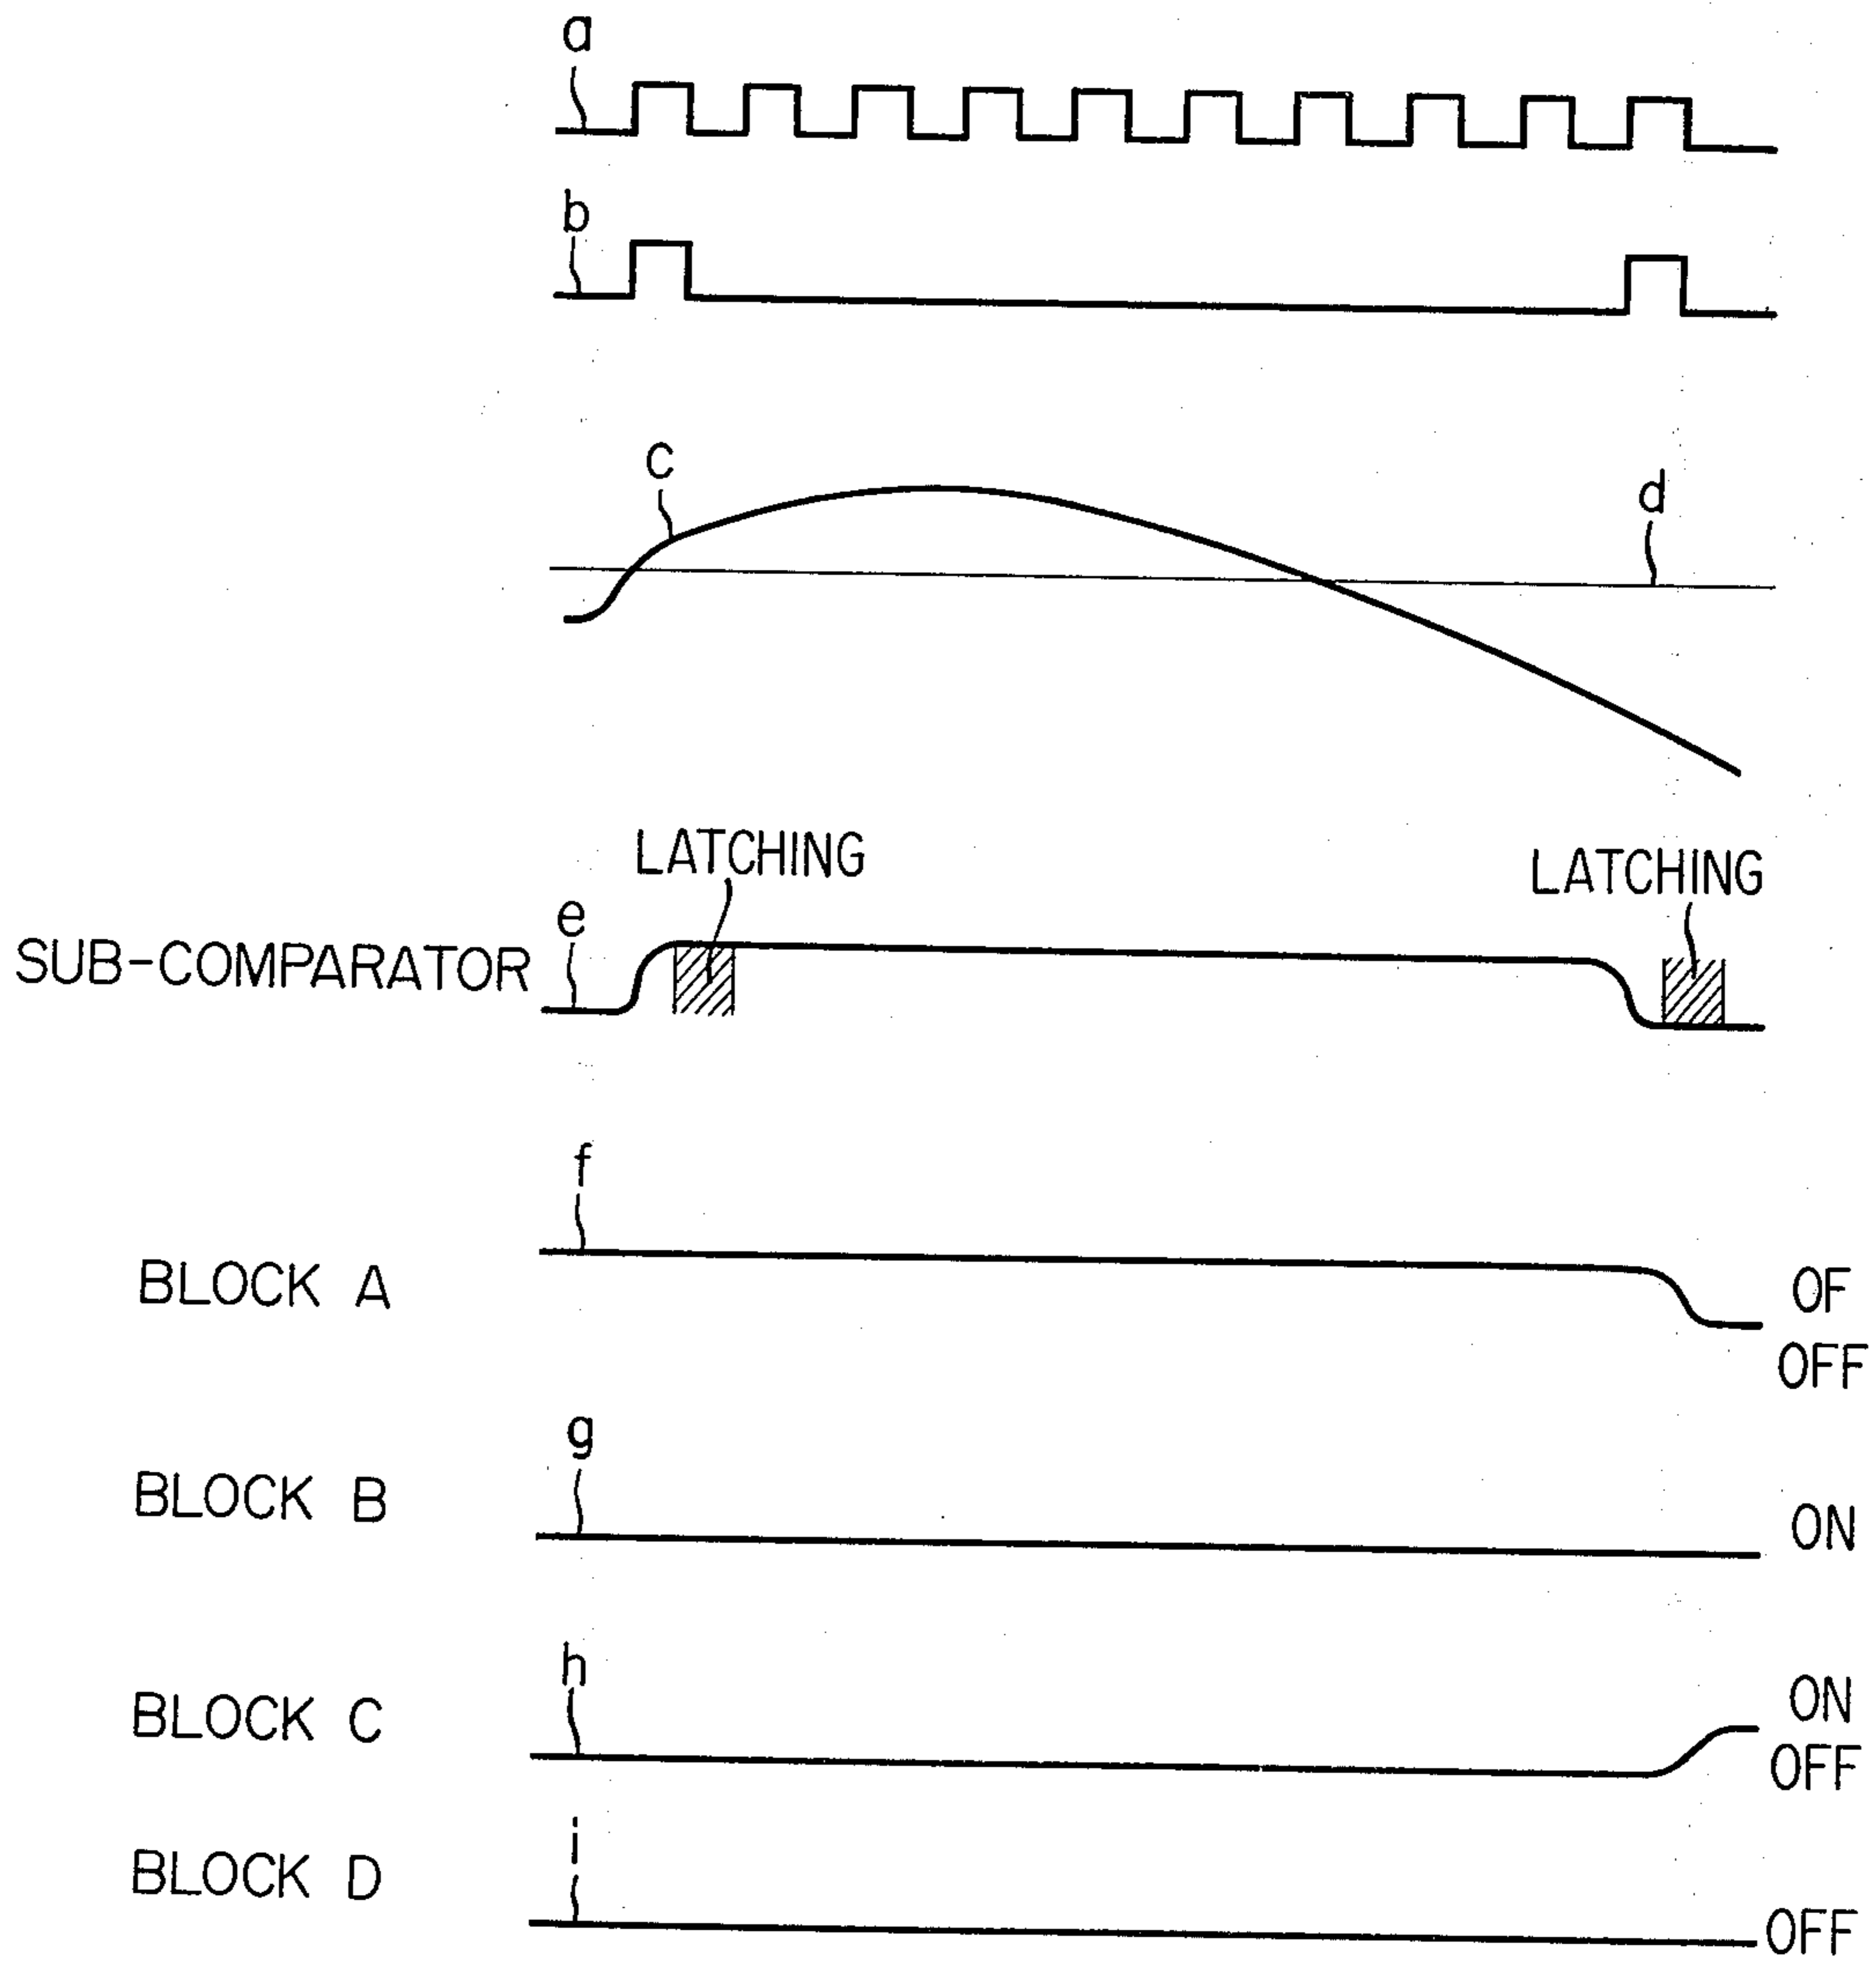 a
b
c
d
LATCHING
LATCHING
e
SUB-COMPARATOR
f
BLOCK A
OF
OFF
g
BLOCK B
ON
h
BLOCK C
ON
OFF
i
BLOCK D
OFF